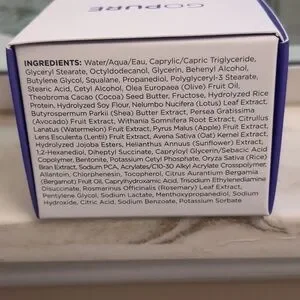 GOPURE
INGREDIENTS: Water/Aqua/Eau, Caprylic/Capric Triglyceride,
Glyceryl Stearate, Octyldodecanol, Glycerin, Behenyl Alcohol,
Butylene Glycol, Squalane, Propanediol, Polyglyceryl-3 Stearate,
Stearic Acid, Cetyl Alcohol, Olea Europaea (Olive) Fruit Oil,
Theobroma Cacao (Cocoa) Seed Butter, Fructose, Hydrolyzed Rice
Protein, Hydrolyzed Soy Flour, Nelumbo Nucifera (Lotus) Leaf Extract,
Butyrospermum Parkii (Shea) Butter Extract, Persea Gratissima
(Avocado) Fruit Extract, Withania Somnifera Root Extract, Citrullus
Lanatus (Watermelon) Fruit Extract, Pyrus Malus (Apple) Fruit Extract,
Lens Esculenta (Lentil) Fruit Extract, Avena Sativa (Oat) Kernel Extract,
Hydrolyzed Jojoba Esters, Helianthus Annuus (Sunflower) Extract,
1,2-Hexanediol, Diheptyl Succinate, Capryloyl Glycerin/Sebacic Acid
Copolymer, Bentonite, Potassium Cetyl Phosphate, Oryza Sativa (Rice)
Bran Extract, Sodium PCA, Acrylates/C10-30 Alkyl Acrylate Crosspolymer,
Allantoin, Chlorphenesin, Tocopherol, Citrus Aurantium Bergamia
(Bergamot) Fruit Oil, Caprylhydroxamic Acid, Trisodium Ethylenediamine
Disuccinate, Rosmarinus Officinalis (Rosemary) Leaf Extract,
Pentylene Glycol, Sodium Lactate, Menthoxypropanediol, Sodium
Hydroxide, Citric Acid, Sodium Benzoate, Potassium Sorbate